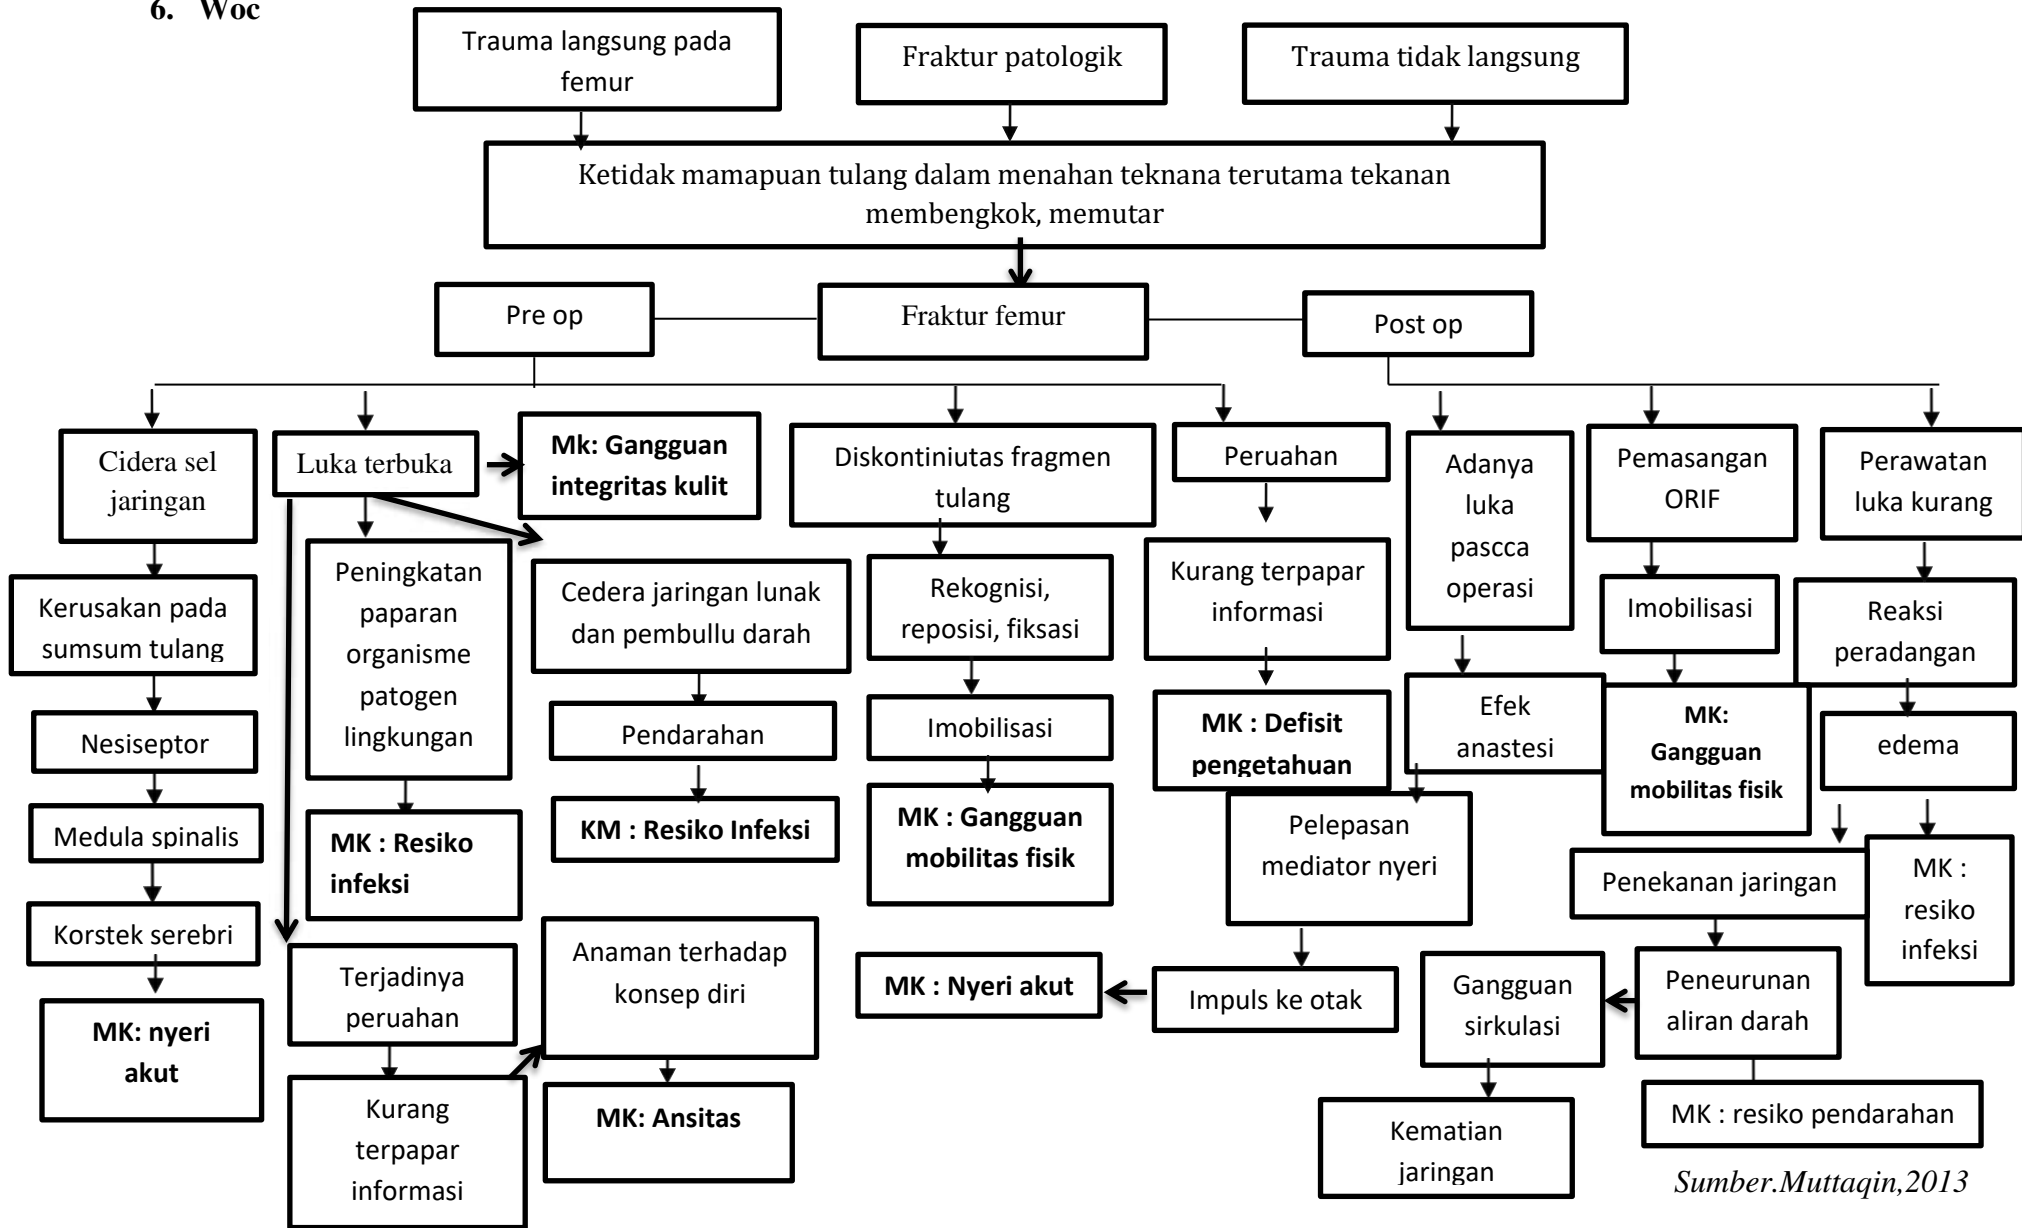 6. Woc
Trauma langsung pada
femur
Fraktur patologik
Trauma tidak langsung
Ketidak mamapuan tulang dalam menahan teknana terutama tekanan
membengkok, memutar
Pre op
Fraktur femur
Post op
Cidera sel
jaringan
Luka terbuka
Mk: Gangguan
integritas kulit
Diskontiniutas fragmen
tulang
Peruahan
Adanya
luka
pascca
operasi
Pemasangan
ORIF
Perawatan
luka kurang
Kerusakan pada
sumsum tulang
Peningkatan
paparan
organisme
patogen
lingkungan
Cedera jaringan lunak
dan pembullu darah
Rekognisi,
reposisi, fiksasi
Kurang terpapar
informasi
Imobilisasi
Reaksi
peradangan
Nesiseptor
Pendarahan
Imobilisasi
MK : Defisit
pengetahuan
Efek
anastesi
MK:
Gangguan
mobilitas fisik
edema
Medula spinalis
MK : Resiko
infeksi
KM : Resiko Infeksi
MK : Gangguan
mobilitas fisik
Pelepasan
mediator nyeri
Penekanan jaringan
MK :
resiko
infeksi
Korstek serebri
Terjadinya
peruahan
Anaman terhadap
konsep diri
MK : Nyeri akut
Impuls ke otak
Gangguan
sirkulasi
Peneurunan
aliran darah
MK: nyeri
akut
Kurang
terpapar
informasi
MK: Ansitas
Kematian
jaringan
MK : resiko pendarahan
Sumber.Muttaqin,2013